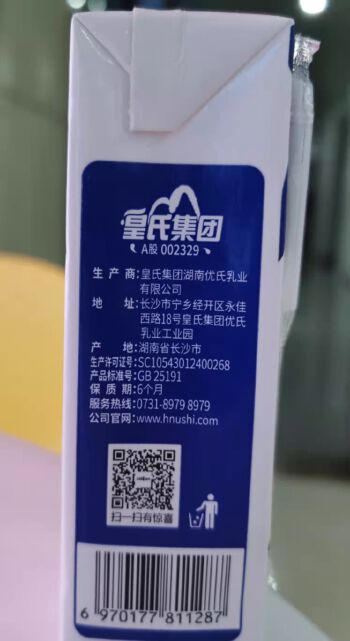 皇氏集团
A股 002329
生产商:皇氏集团湖南优氏乳业
有限公司
地址:长沙市宁乡经开区永佳
西路18号皇氏集团优氏
乳业工业园
产地:湖南省长沙市
生产许可证号:SC10543012400268
产品标准号:GB 25191
保质期:6个月
服务热线:0731-8979 8979
公司官网:www.hnushi.com
扫一扫有惊喜
6 970177 811287